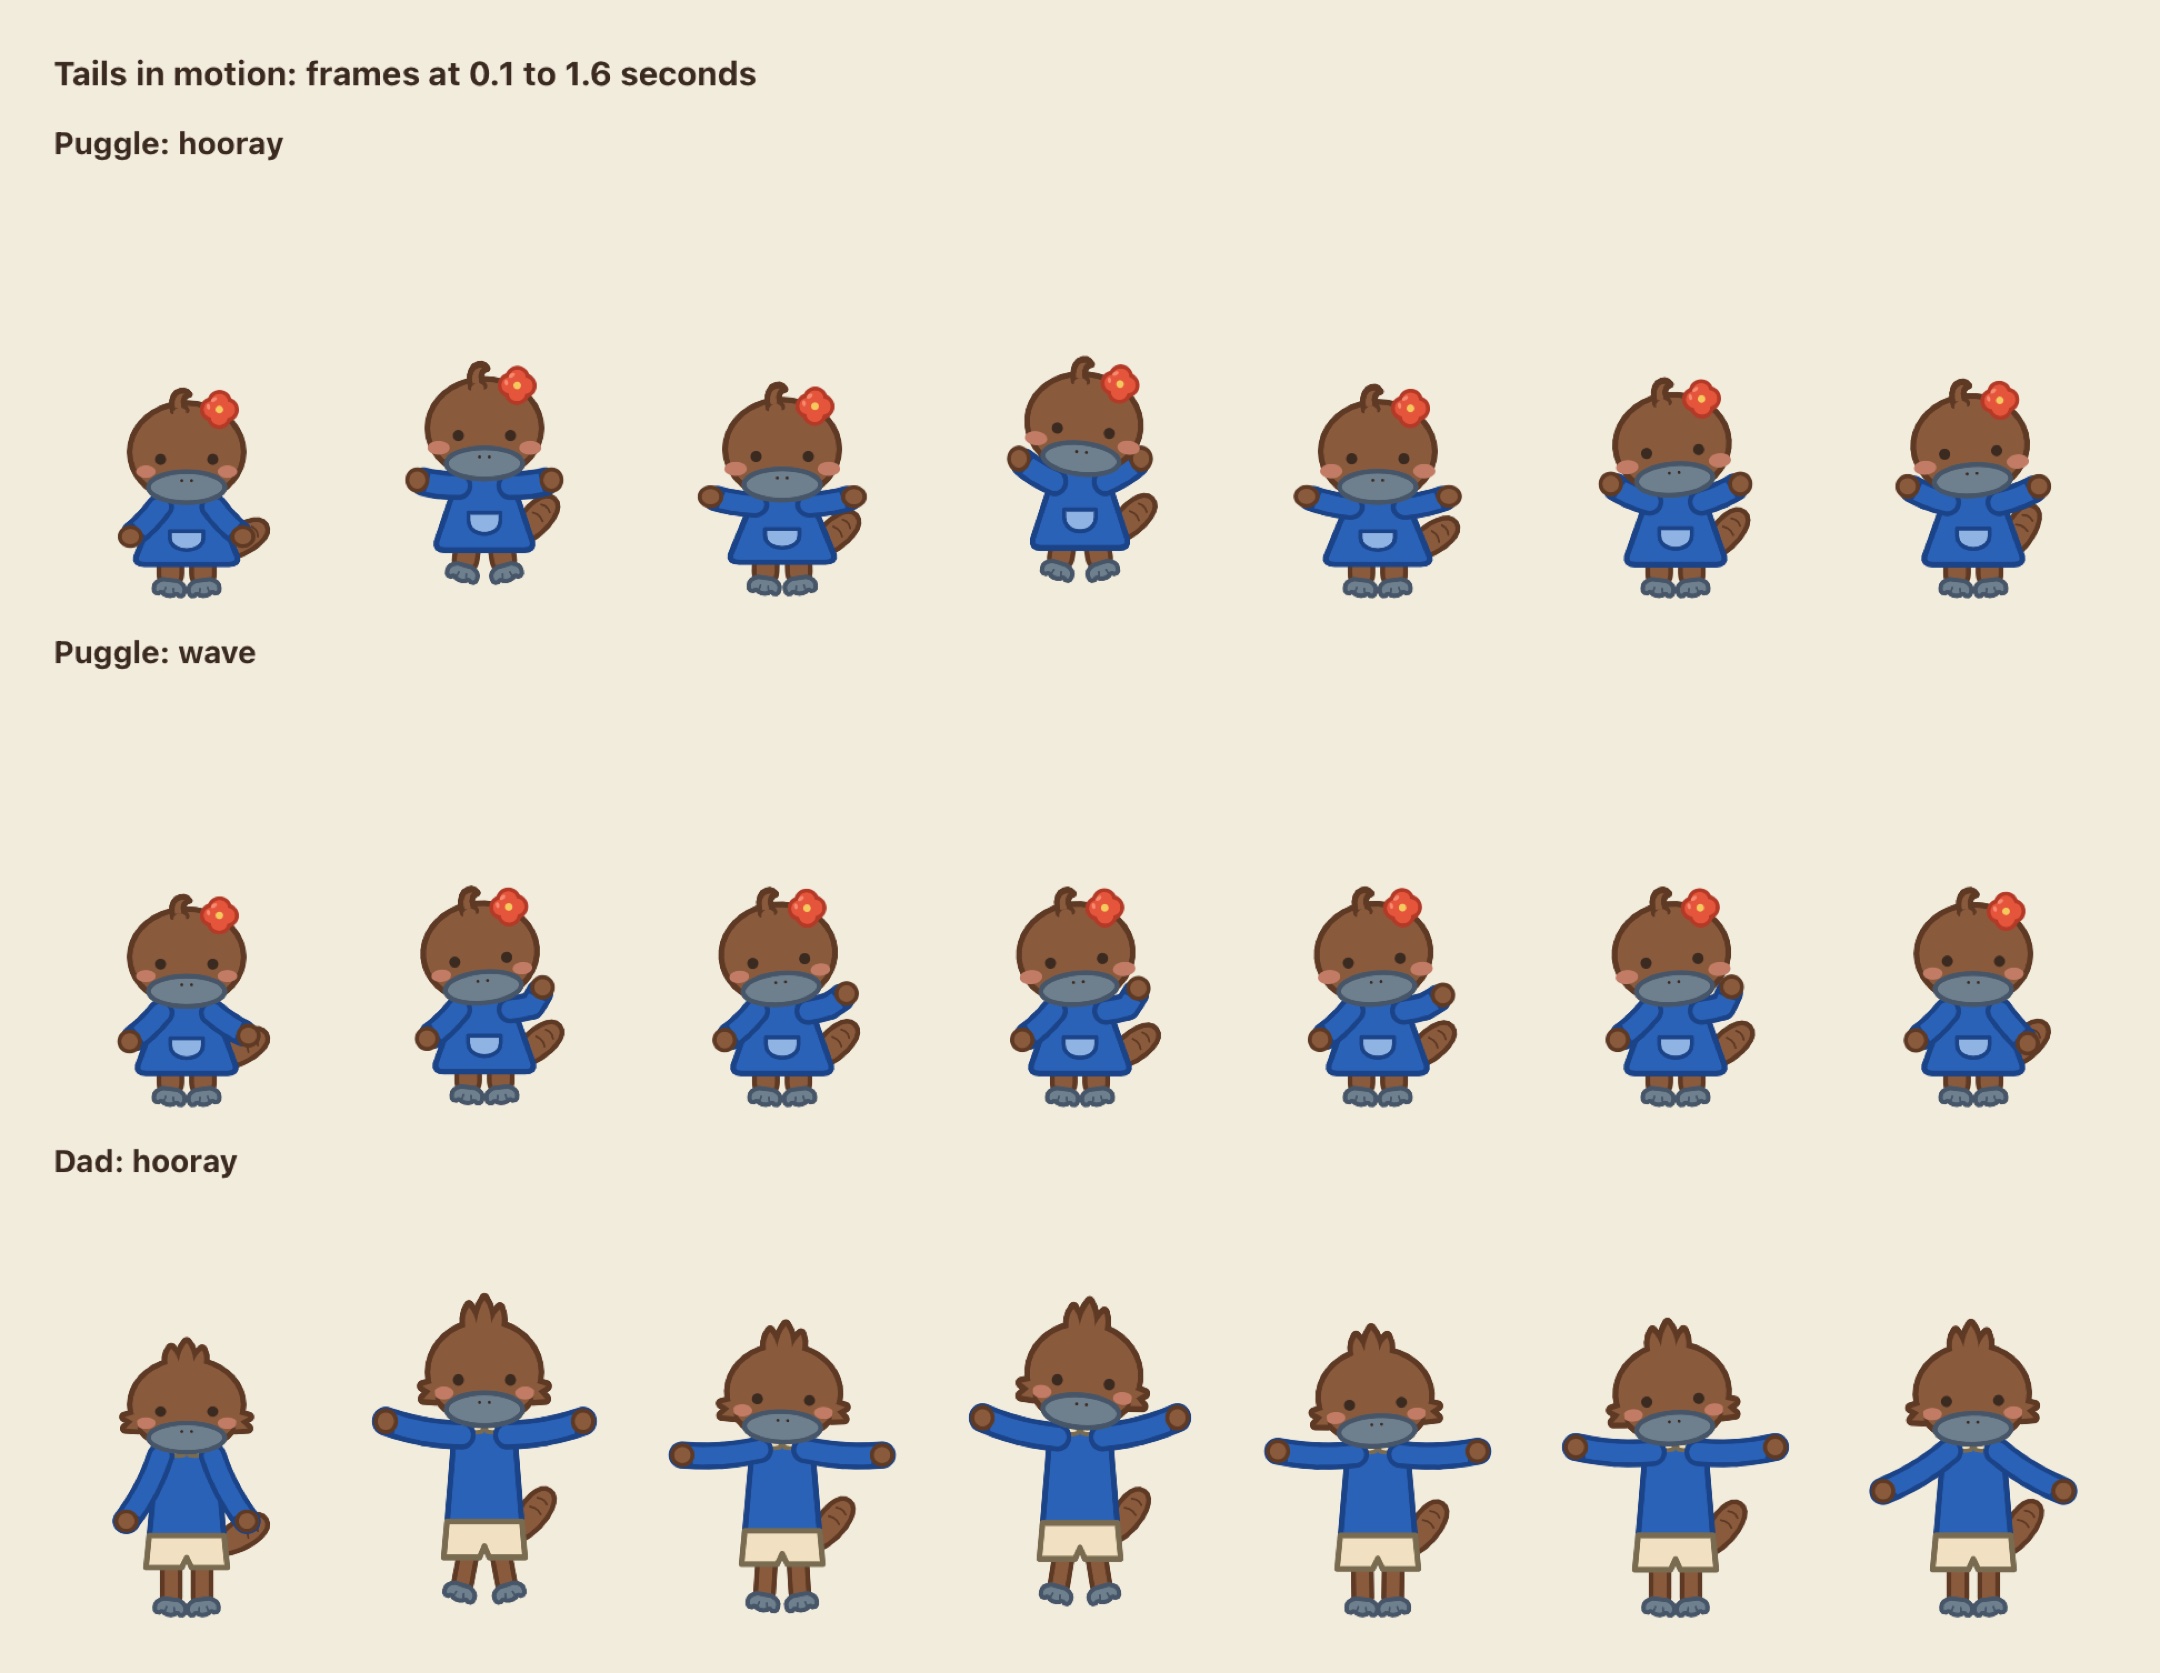 Tails in motion: frames at 0.1 to 1.6 seconds
Puggle: hooray
Puggle: wave
Dad: hooray